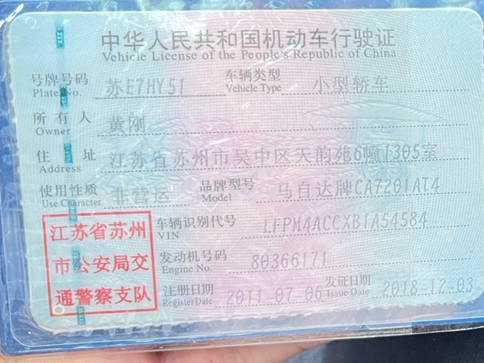 中华人民共和国机动车行驶证
Vehicle License of the People's Republic of China
号牌号码 苏E7HY51 车辆类型 小型轿车
Plate No. Vehicle Type
所有人 黄刚
Owner
住址 江苏省苏州市吴中区天韵苑6幢1305室
Address
使用性质 非营运 品牌型号 马自达牌CA7201AT4
Use Character Model
江苏省苏州
市公安局交
通警察支队
车辆识别代号 LFPM4ACCXB1A54584
VIN
发动机号码 80366171
Engine No.
注册日期 2011-07-06 发证日期 2018-12-03
Register Date Issue Date